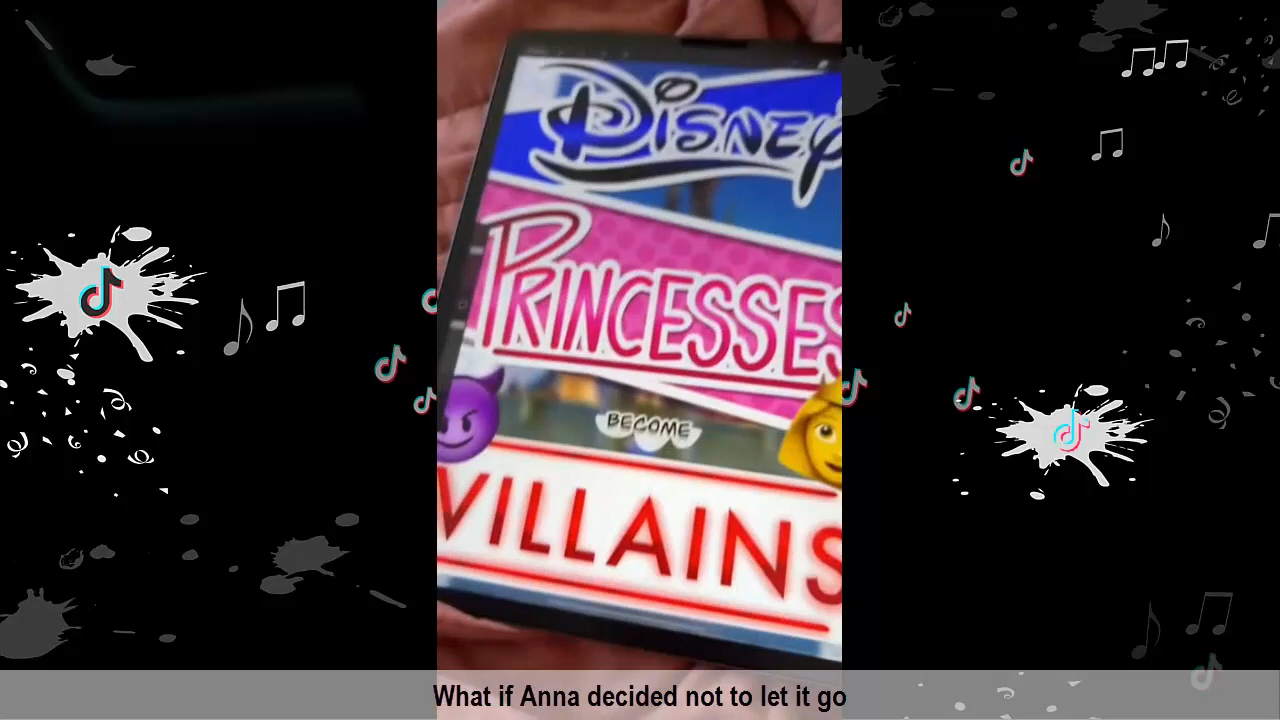 DISNEY
PRINCESSES
BECOME
VILLAINS
What if Anna decided not to let it go